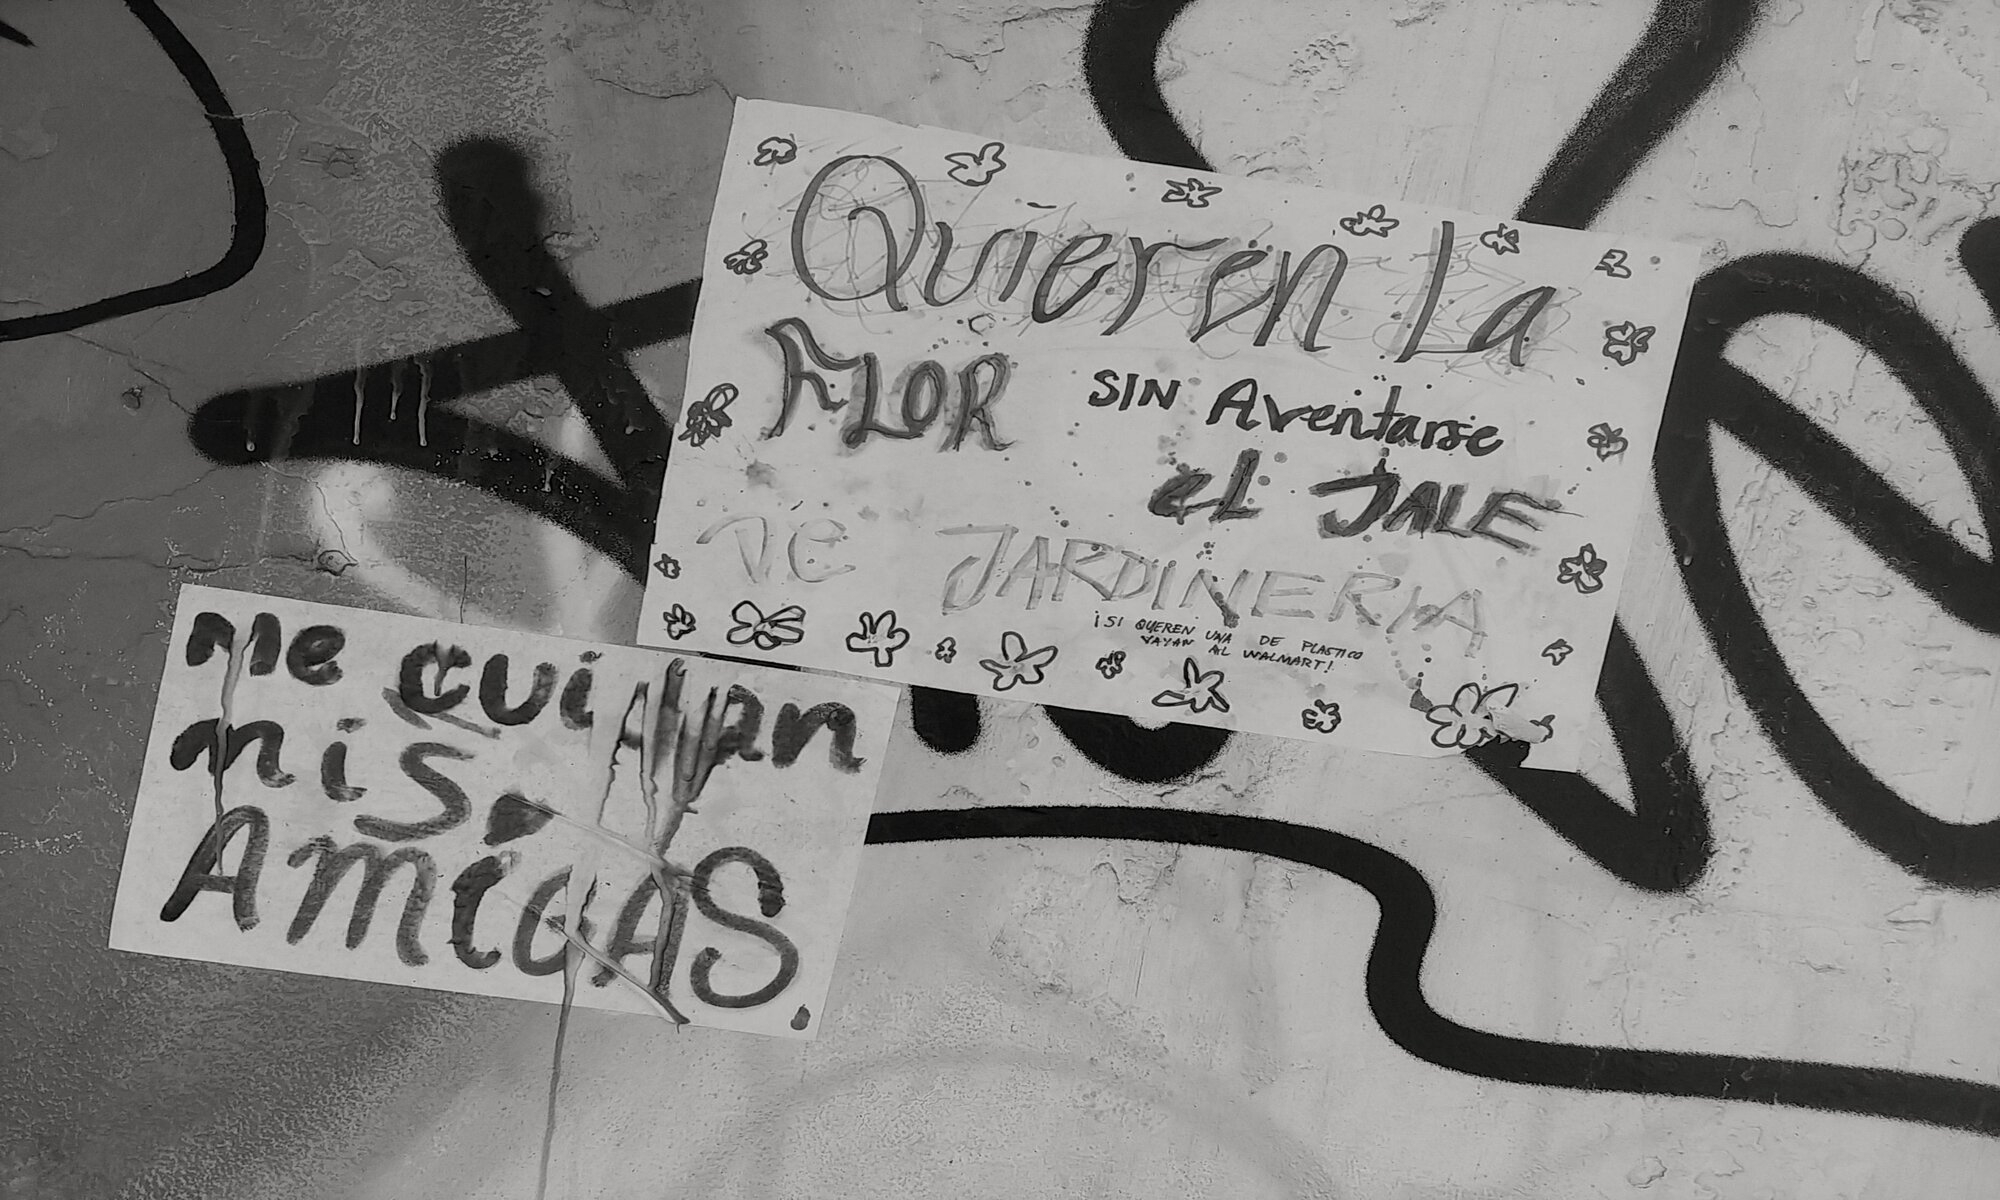 Quieren la
FLOR sin Aventarse
el JALE
DE JARDINERIA
¡SI QUEREN UNA DE PLASTICO
VAYAN AL WALMART!
me cuidan
mis
AmiGAS.